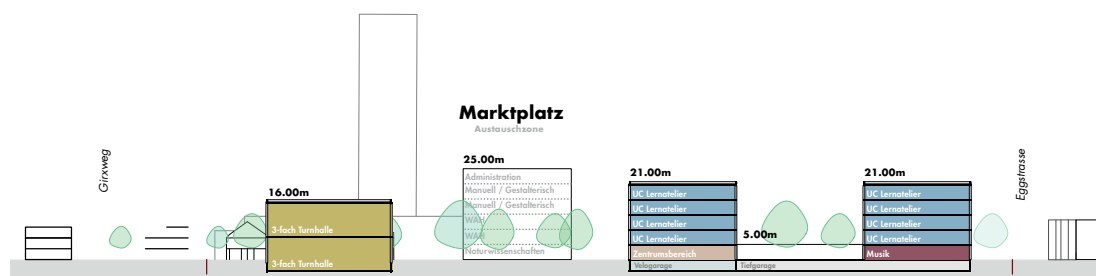 Marktplatz
Austauschzone
Girxweg
Eggstrasse
16.00m
3-fach Turnhalle
3-fach Turnhalle
25.00m
Administration
Manuell / Gestalterisch
Manuell / Gestalterisch
WAH
WAH
Naturwissenschaften
21.00m
UC Lernatelier
UC Lernatelier
UC Lernatelier
UC Lernatelier
Zentrumsbereich
Velogarage
5.00m
Tiefgarage
21.00m
UC Lernatelier
UC Lernatelier
UC Lernatelier
UC Lernatelier
Musik